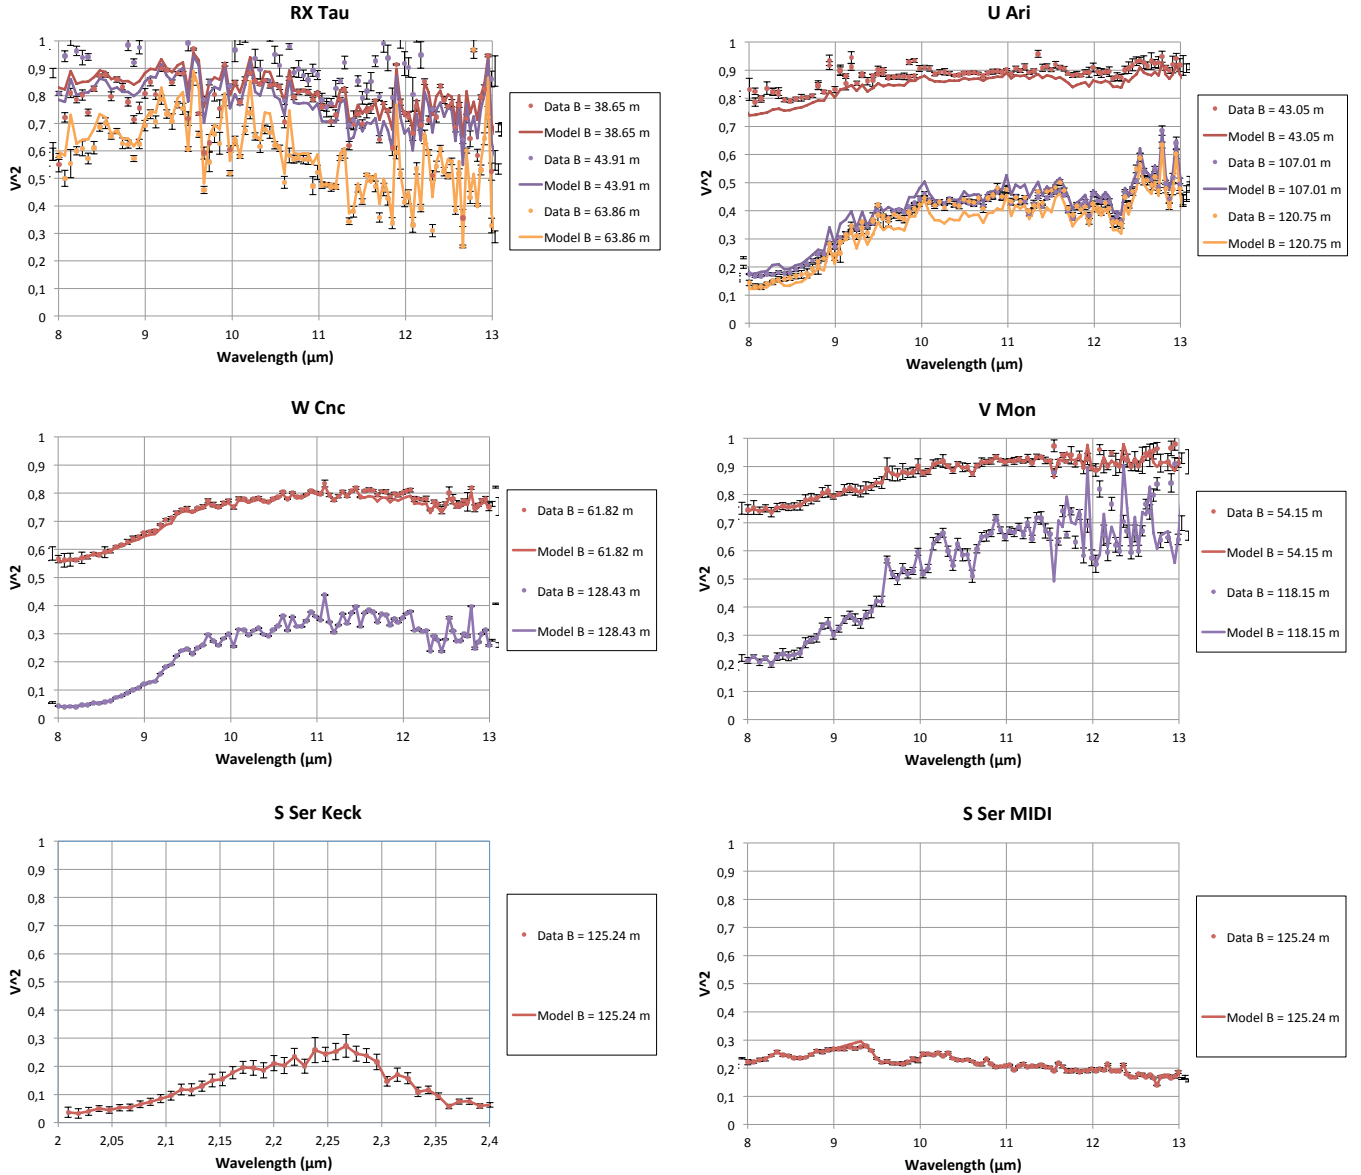 RX Tau
1
0,9
0,8
0,7
0,6
0,5
0,4
0,3
0,2
0,1
0
V^2
8
9
10
11
12
13
Wavelength (µm)
Data B = 38.65 m
Model B = 38.65 m
Data B = 43.91 m
Model B = 43.91 m
Data B = 63.86 m
Model B = 63.86 m
U Ari
1
0,9
0,8
0,7
0,6
0,5
0,4
0,3
0,2
0,1
0
V^2
8
9
10
11
12
13
Wavelength (µm)
Data B = 43.05 m
Model B = 43.05 m
Data B = 107.01 m
Model B = 107.01 m
Data B = 120.75 m
Model B = 120.75 m
W Cnc
1
0,9
0,8
0,7
0,6
0,5
0,4
0,3
0,2
0,1
0
V^2
8
9
10
11
12
13
Wavelength (µm)
Data B = 61.82 m
Model B = 61.82 m
Data B = 128.43 m
Model B = 128.43 m
V Mon
1
0,9
0,8
0,7
0,6
0,5
0,4
0,3
0,2
0,1
0
V^2
8
9
10
11
12
13
Wavelength (µm)
Data B = 54.15 m
Model B = 54.15 m
Data B = 118.15 m
Model B = 118.15 m
S Ser Keck
1
0,9
0,8
0,7
0,6
0,5
0,4
0,3
0,2
0,1
0
V^2
2
2,05
2,1
2,15
2,2
2,25
2,3
2,35
2,4
Wavelength (µm)
Data B = 125.24 m
Model B = 125.24 m
S Ser MIDI
1
0,9
0,8
0,7
0,6
0,5
0,4
0,3
0,2
0,1
0
V^2
8
9
10
11
12
13
Wavelength (µm)
Data B = 125.24 m
Model B = 125.24 m